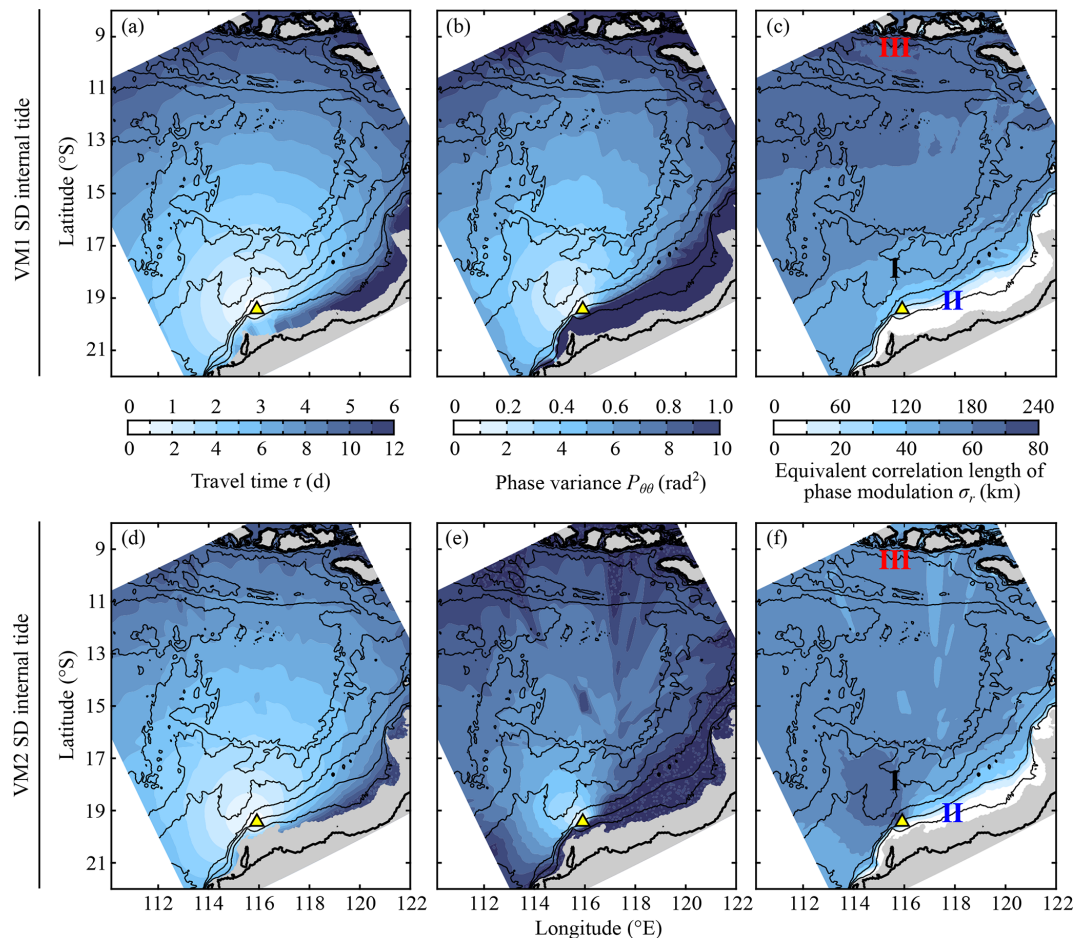 (a) (b) (c)
III
9
11
13
15
17
19
21
Latitude (°S)
VM1 SD internal tide
I
II
0 1 2 3 4 5 6
2 4 6 8 10 12
Travel time τ (d)
0 0.2 0.4 0.6 0.8 1.0
0 2 4 6 8 10
Phase variance Pθθ (rad²)
0 60 120 180 240
0 20 40 60 80
Equivalent correlation length of
phase modulation σr (km)
(d) (e) (f)
III
9
11
13
15
17
19
21
Latitude (°S)
VM2 SD internal tide
I
II
112 114 116 118 120 122
112 114 116 118 120 122
112 114 116 118 120 122
Longitude (°E)